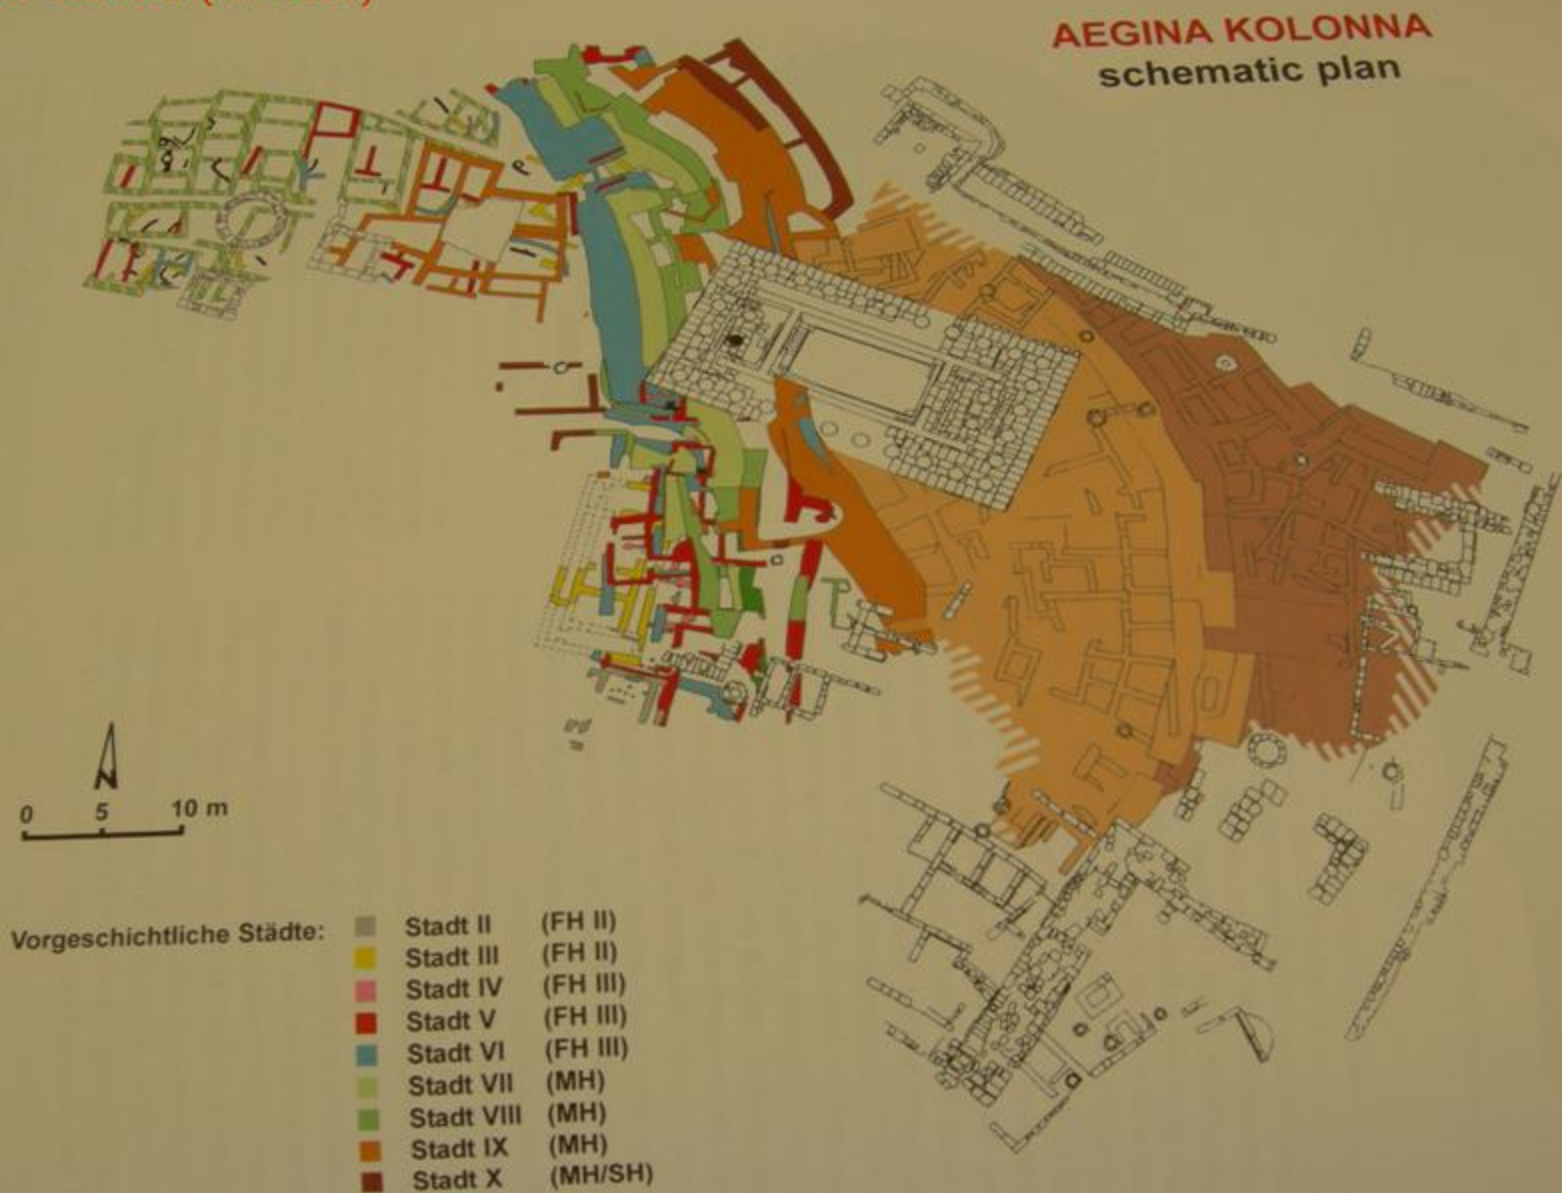 AEGINA KOLONNA
schematic plan
N
0 5 10 m
Vorgeschichtliche Städte:
Stadt II (FH II)
Stadt III (FH II)
Stadt IV (FH III)
Stadt V (FH III)
Stadt VI (FH III)
Stadt VII (MH)
Stadt VIII (MH)
Stadt IX (MH)
Stadt X (MH/SH)